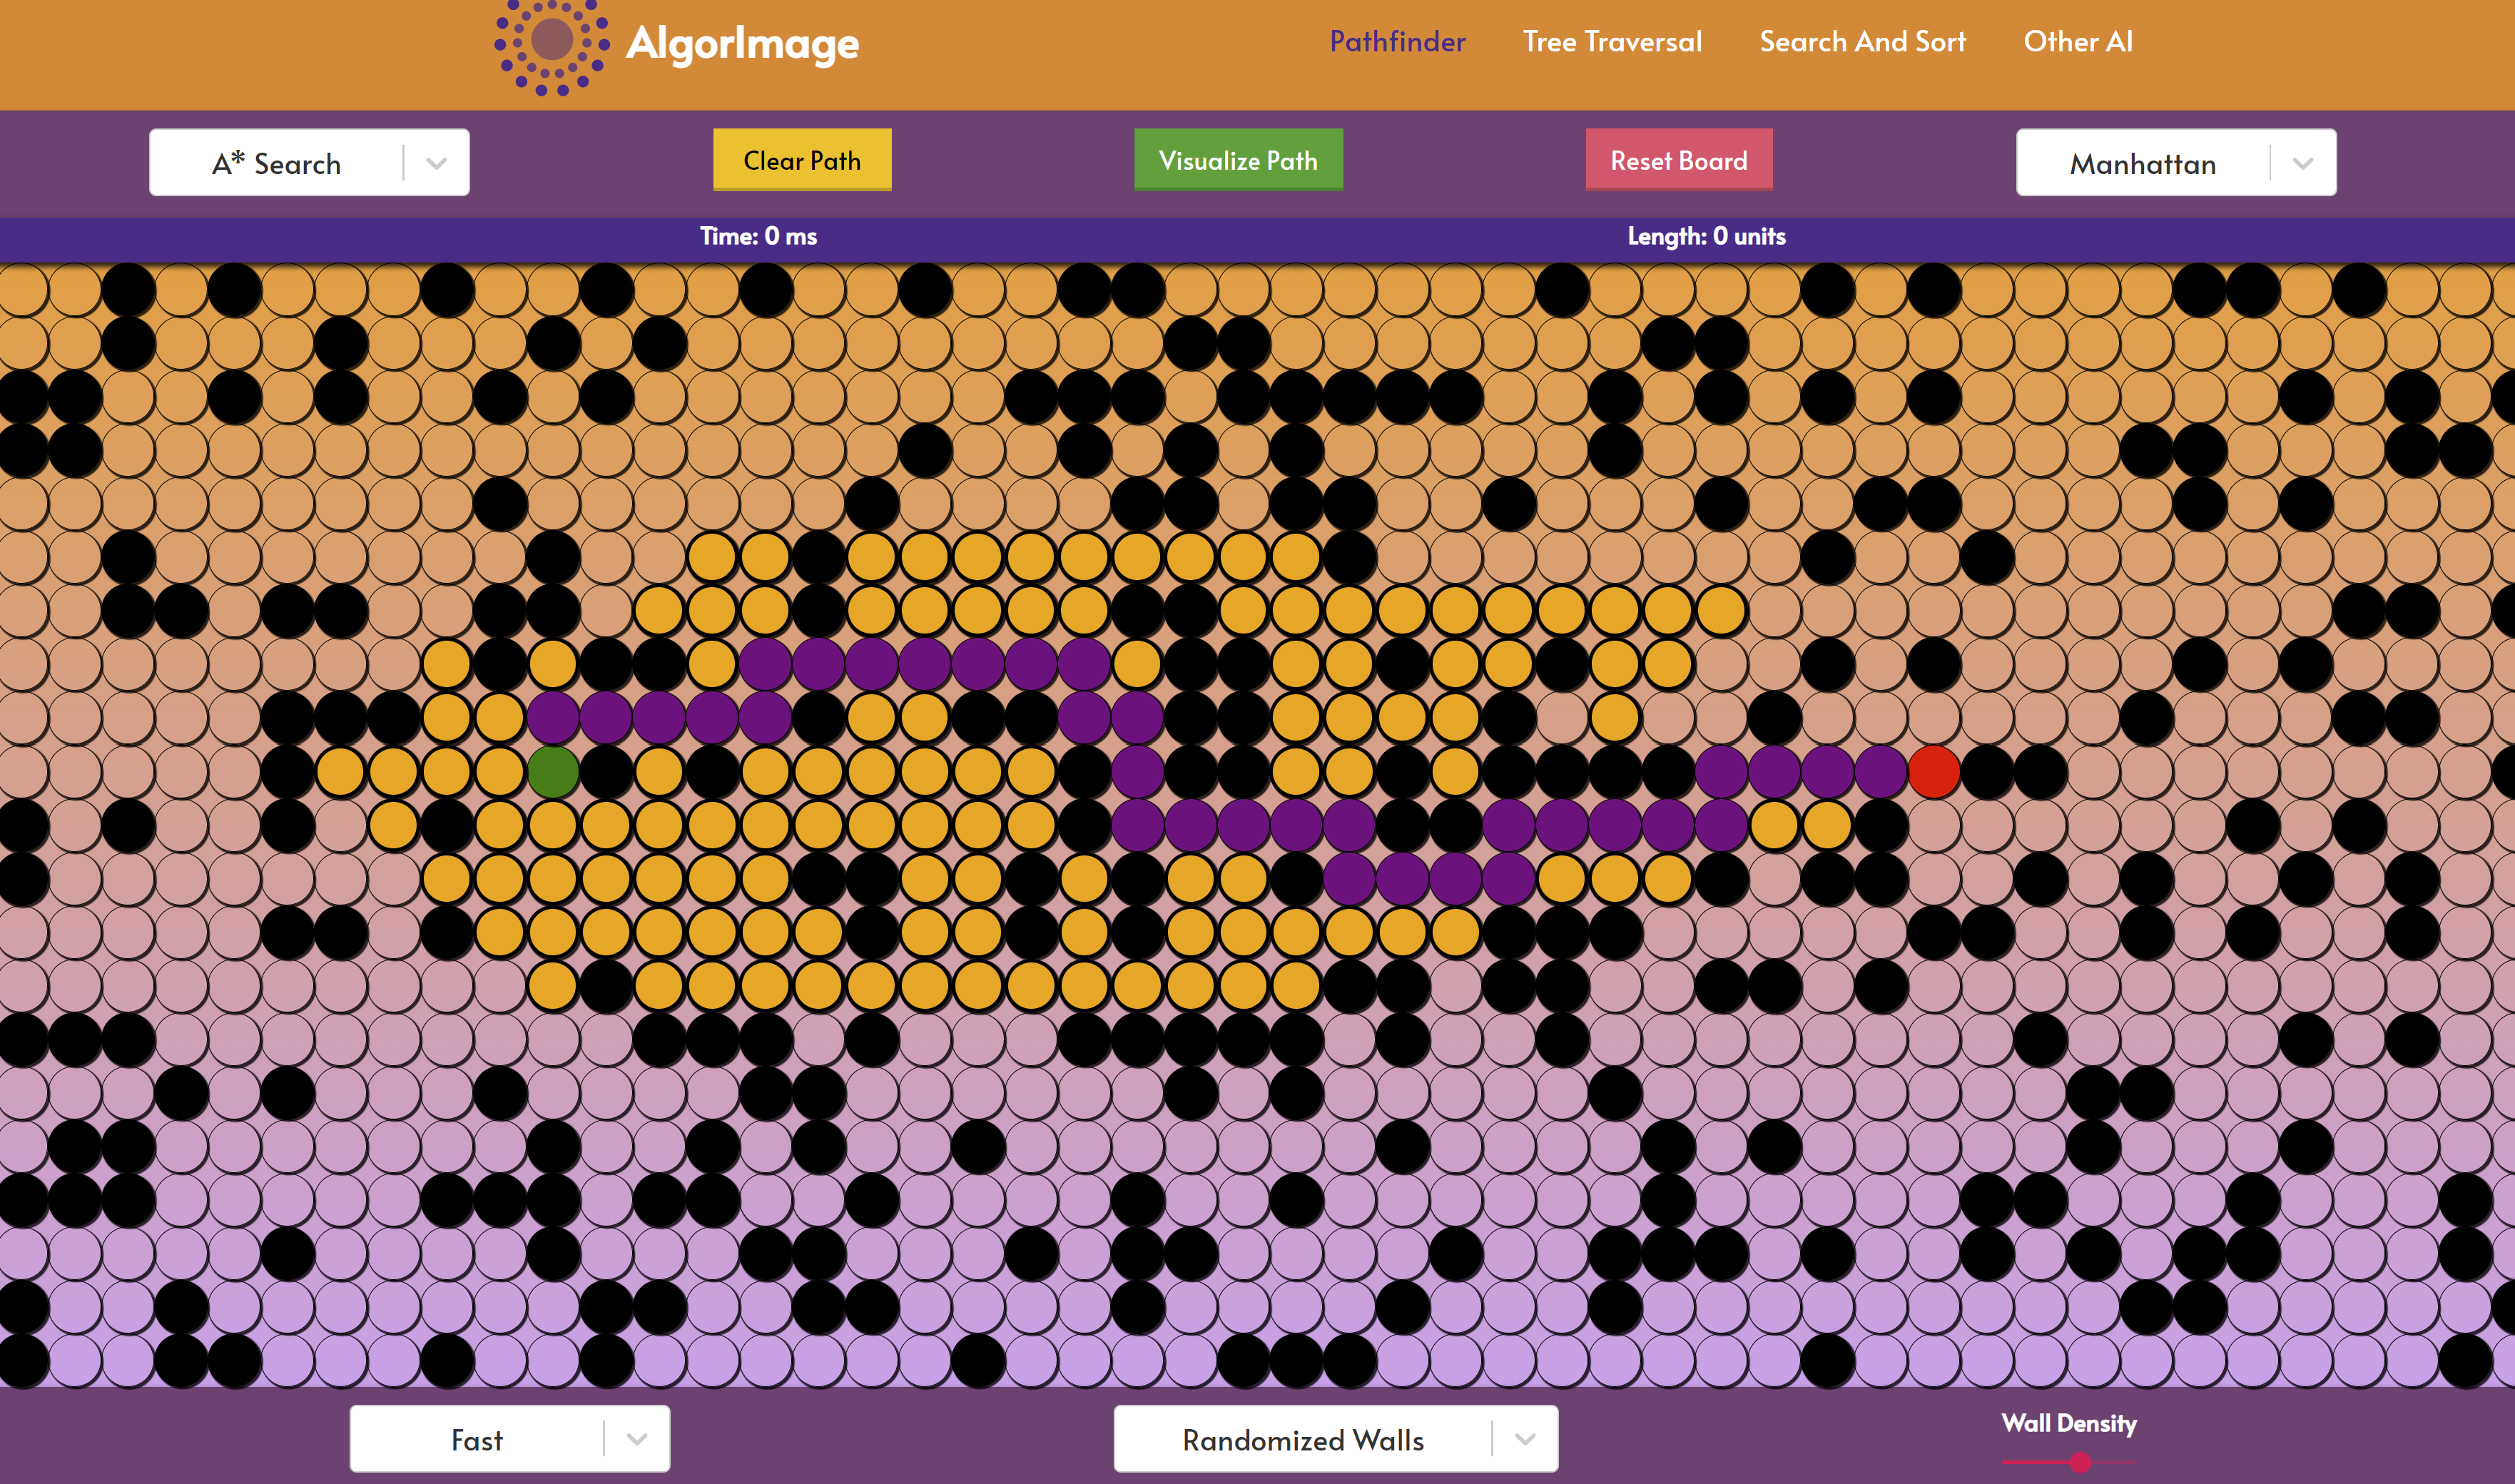 AlgorImage
Pathfinder Tree Traversal Search And Sort Other Al
A* Search Clear Path Visualize Path Reset Board Manhattan
Time: 0 ms Length: 0 units
Fast Randomized Walls Wall Density